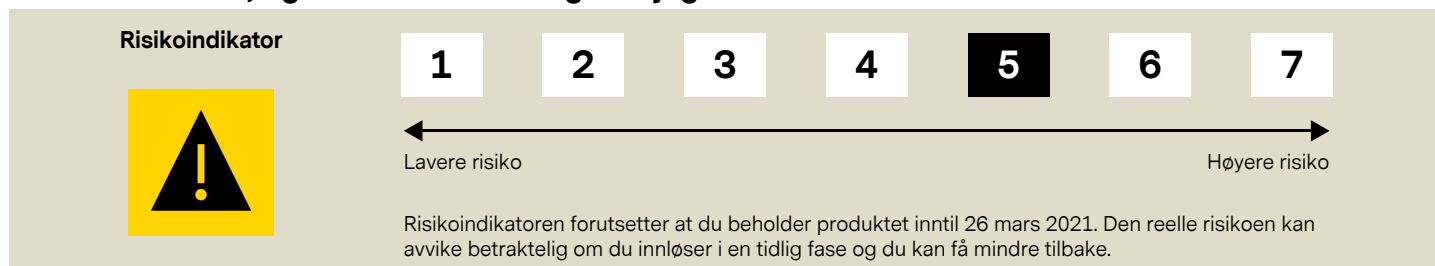 Risikoindikator
1 2 3 4 5 6 7
Lavere risiko Høyere risiko
Risikoindikatoren forutsetter at du beholder produktet inntil 26 mars 2021. Den reelle risikoen kan
avvike betraktelig om du innløser i en tidlig fase og du kan få mindre tilbake.